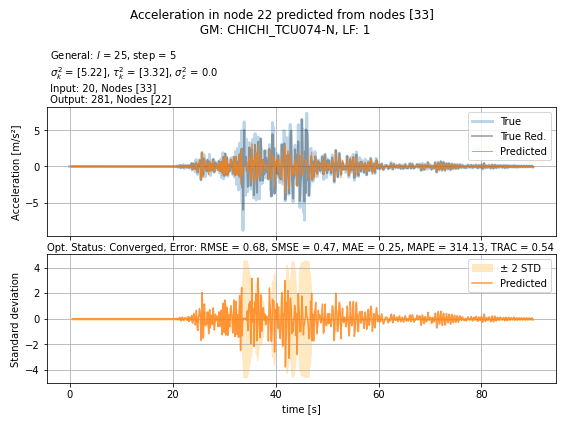 Acceleration in node 22 predicted from nodes [33]
GM: CHICHI_TCU074-N, LF: 1
General: l = 25, step = 5
σ²ₖ = [5.22], τ²ₖ = [3.32], σ²ε = 0.0
Input: 20, Nodes [33]
Output: 281, Nodes [22]
Acceleration [m/s²]
5
0
−5
True
True Red.
Predicted
Opt. Status: Converged, Error: RMSE = 0.68, SMSE = 0.47, MAE = 0.25, MAPE = 314.13, TRAC = 0.54
Standard deviation
4
2
0
−2
−4
± 2 STD
Predicted
0 20 40 60 80
time [s]